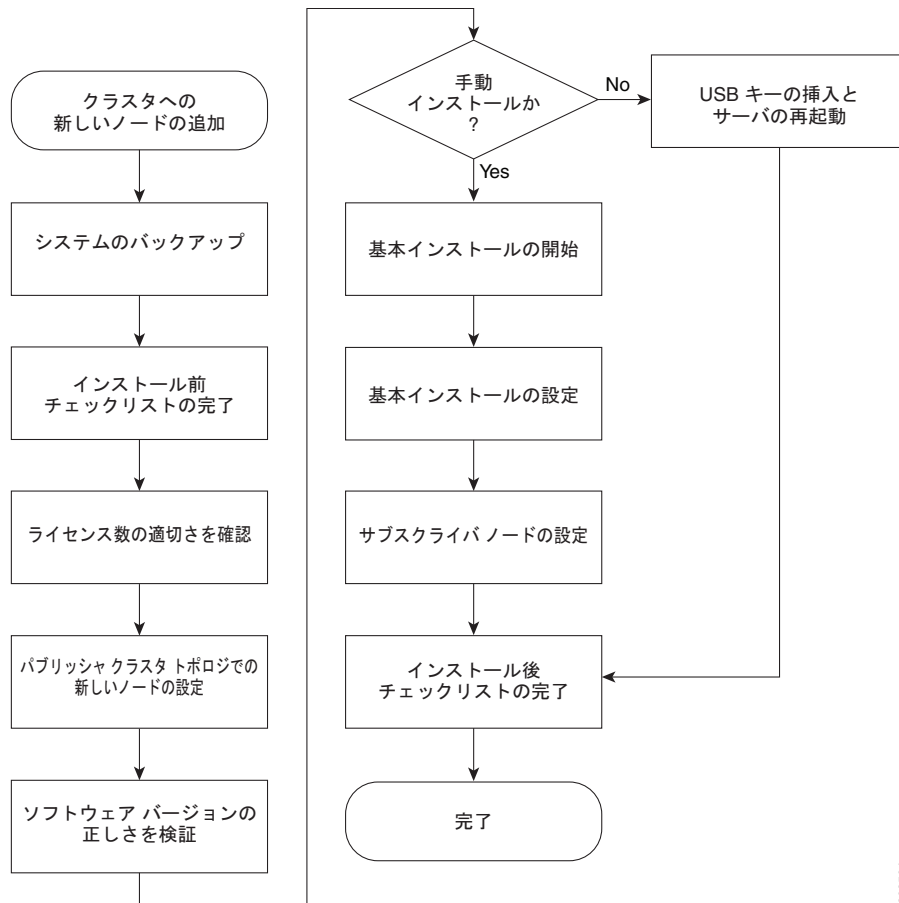 クラスタへの
新しいノードの追加
システムのバックアップ
インストール前
チェックリストの完了
ライセンス数の適切さを確認
パブリッシャ クラスタ トポロジでの
新しいノードの設定
ソフトウェア バージョンの
正しさを検証
手動
インストールか
?
No
Yes
USB キーの挿入と
サーバの再起動
基本インストールの開始
基本インストールの設定
サブスクライバ ノードの設定
インストール後
チェックリストの完了
完了